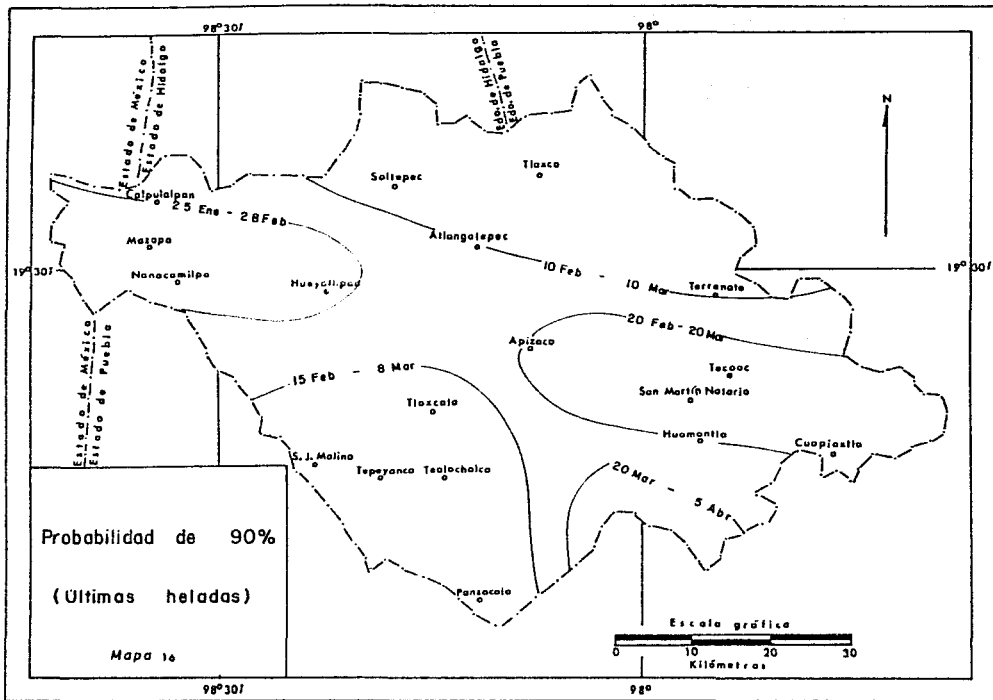 98°30'
98°
Estado de México
Estado de Hidalgo
Edo. de Hidalgo
Edo. de Puebla
N
Tlaxco
Soltepec
Calpulalpan
25 Ene - 28 Feb
Mazapa
Atlangatepec
19°30'
10 Feb - 10 Mar
19°30'
Nanacamilpa
Hueyotlipan
Terrenate
20 Feb - 20 Mar
Apizaco
Estado de México
Estado de Puebla
15 Feb - 8 Mar
Tecoac
San Martín Notario
Tlaxcala
Huamantla
Cuapiaxtla
S. J. Molino
Tepeyanca
Tealocholca
20 Mar - 5 Abr
Probabilidad de 90%
(Últimas heladas)
Mapa 16
Panzacola
Escala gráfica
0 10 20 30
Kilómetros
98°30'
98°